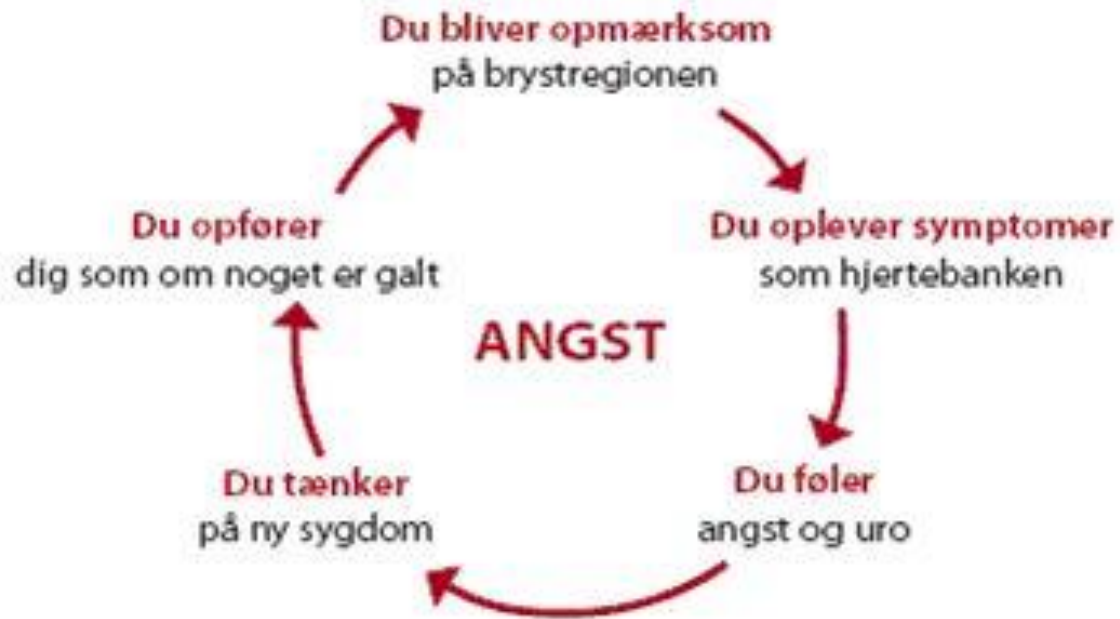 Du bliver opmærksom
på brystregionen
Du oplever symptomer
som hjertebanken
Du føler
angst og uro
Du tænker
på ny sygdom
Du opfører
dig som om noget er galt
ANGST